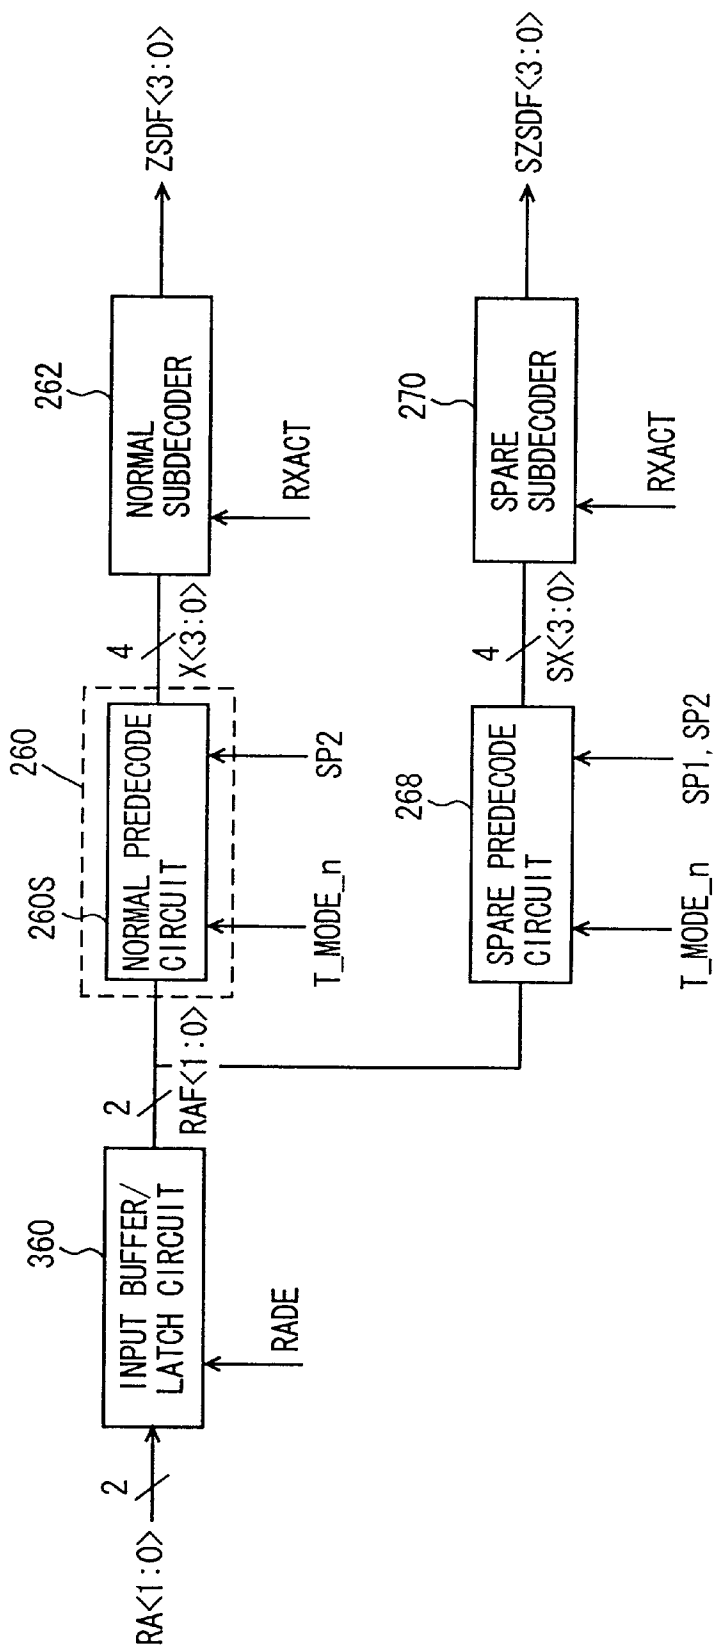 RA<1:0>
2
360
INPUT BUFFER/
LATCH CIRCUIT
RADE
2
RAF<1:0>
260
260S
NORMAL PREDECODE
CIRCUIT
T_MODE_n
SP2
4
X<3:0>
262
NORMAL
SUBDECODER
RXACT
ZSDF<3:0>
268
SPARE PREDECODE
CIRCUIT
T_MODE_n
SP1, SP2
4
SX<3:0>
270
SPARE
SUBDECODER
RXACT
SZSDF<3:0>